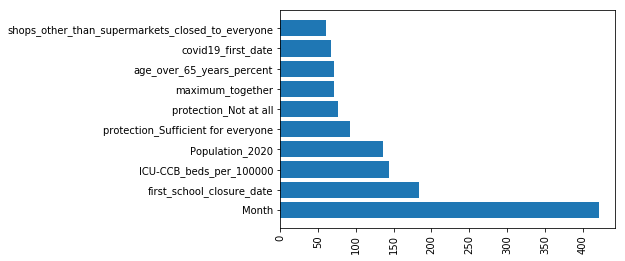 shops_other_than_supermarkets_closed_to_everyone
covid19_first_date
age_over_65_years_percent
maximum_together
protection_Not at all
protection_Sufficient for everyone
Population_2020
ICU-CCB_beds_per_100000
first_school_closure_date
Month
0
50
100
150
200
250
300
350
400